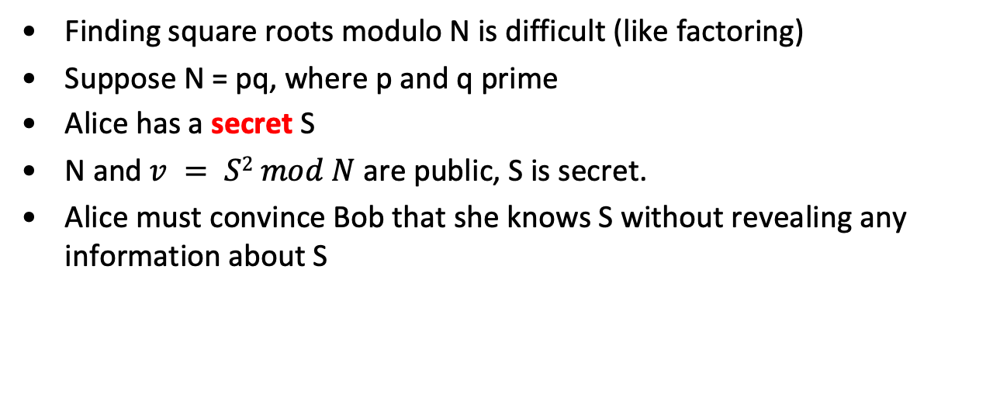 • Finding square roots modulo N is difficult (like factoring)
• Suppose N = pq, where p and q prime
• Alice has a secret S
• N and 𝑣 = 𝑆² 𝑚𝑜𝑑 𝑁 are public, S is secret.
• Alice must convince Bob that she knows S without revealing any
information about S